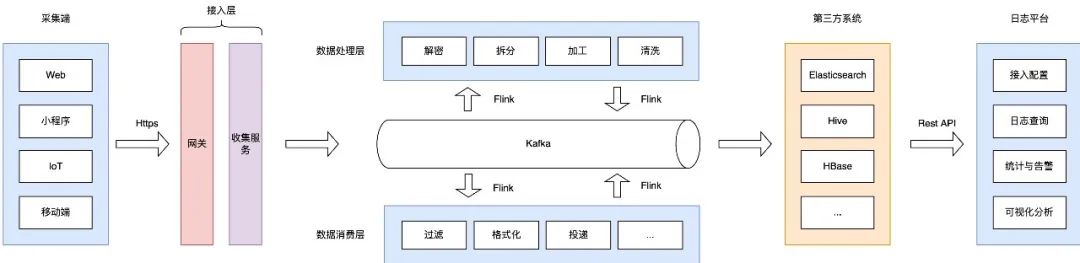 采集端
Web
小程序
IoT
移动端
Https
接入层
网关
收集服
务
数据处理层
解密
拆分
加工
清洗
Flink
Flink
Kafka
Flink
Flink
数据消费层
过滤
格式化
投递
...
第三方系统
Elasticsearch
Hive
HBase
...
Rest API
日志平台
接入配置
日志查询
统计与告警
可视化分析